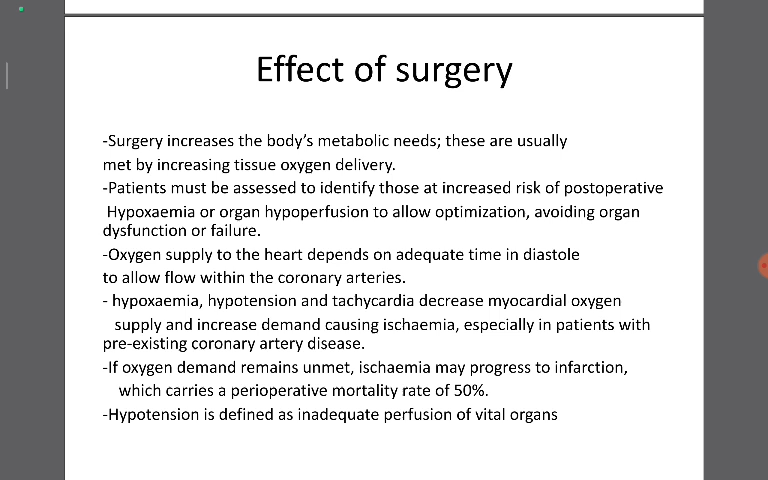 Effect of surgery
-Surgery increases the body’s metabolic needs; these are usually
met by increasing tissue oxygen delivery.
-Patients must be assessed to identify those at increased risk of postoperative
Hypoxaemia or organ hypoperfusion to allow optimization, avoiding organ
dysfunction or failure.
-Oxygen supply to the heart depends on adequate time in diastole
to allow flow within the coronary arteries.
- hypoxaemia, hypotension and tachycardia decrease myocardial oxygen
supply and increase demand causing ischaemia, especially in patients with
pre-existing coronary artery disease.
-If oxygen demand remains unmet, ischaemia may progress to infarction,
which carries a perioperative mortality rate of 50%.
-Hypotension is defined as inadequate perfusion of vital organs